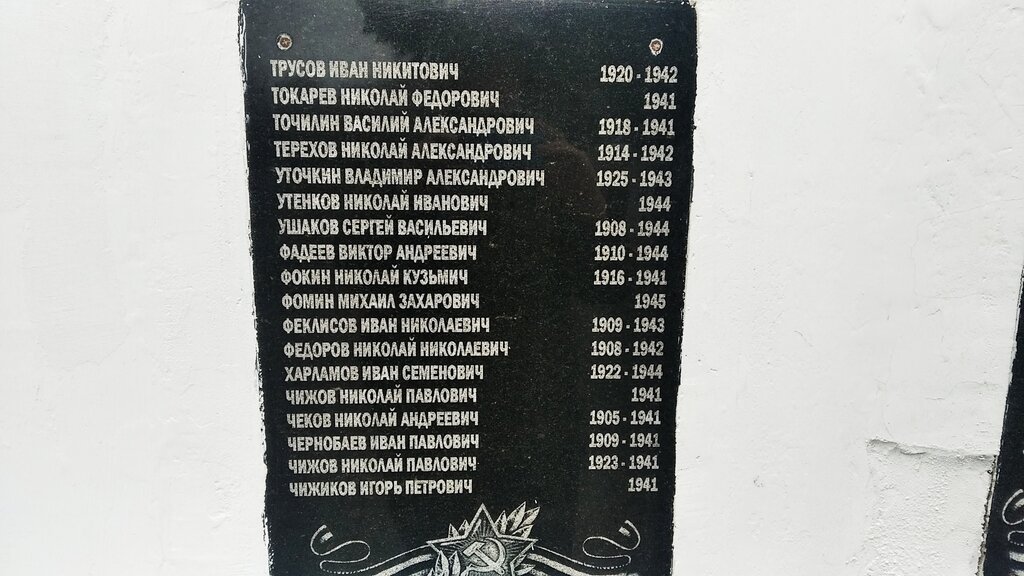 ТРУСОВ ИВАН НИКИТОВИЧ 1920 - 1942
ТОКАРЕВ НИКОЛАЙ ФЕДОРОВИЧ 1941
ТОЧИЛИН ВАСИЛИЙ АЛЕКСАНДРОВИЧ 1918 - 1941
ТЕРЕХОВ НИКОЛАЙ АЛЕКСАНДРОВИЧ 1914 - 1942
УТОЧКИН ВЛАДИМИР АЛЕКСАНДРОВИЧ 1925 - 1943
УТЕНКОВ НИКОЛАЙ ИВАНОВИЧ 1944
УШАКОВ СЕРГЕЙ ВАСИЛЬЕВИЧ 1908 - 1944
ФАДЕЕВ ВИКТОР АНДРЕЕВИЧ 1910 - 1944
ФОКИН НИКОЛАЙ КУЗЬМИЧ 1916 - 1941
ФОМИН МИХАИЛ ЗАХАРОВИЧ 1945
ФЕКЛИСОВ ИВАН НИКОЛАЕВИЧ 1909 - 1943
ФЕДОРОВ НИКОЛАЙ НИКОЛАЕВИЧ 1908 - 1942
ХАРЛАМОВ ИВАН СЕМЕНОВИЧ 1922 - 1944
ЧИЖОВ НИКОЛАЙ ПАВЛОВИЧ 1941
ЧЕКОВ НИКОЛАЙ АНДРЕЕВИЧ 1905 - 1941
ЧЕРНОБАЕВ ИВАН ПАВЛОВИЧ 1909 - 1941
ЧИЖОВ НИКОЛАЙ ПАВЛОВИЧ 1923 - 1941
ЧИЖИКОВ ИГОРЬ ПЕТРОВИЧ 1941